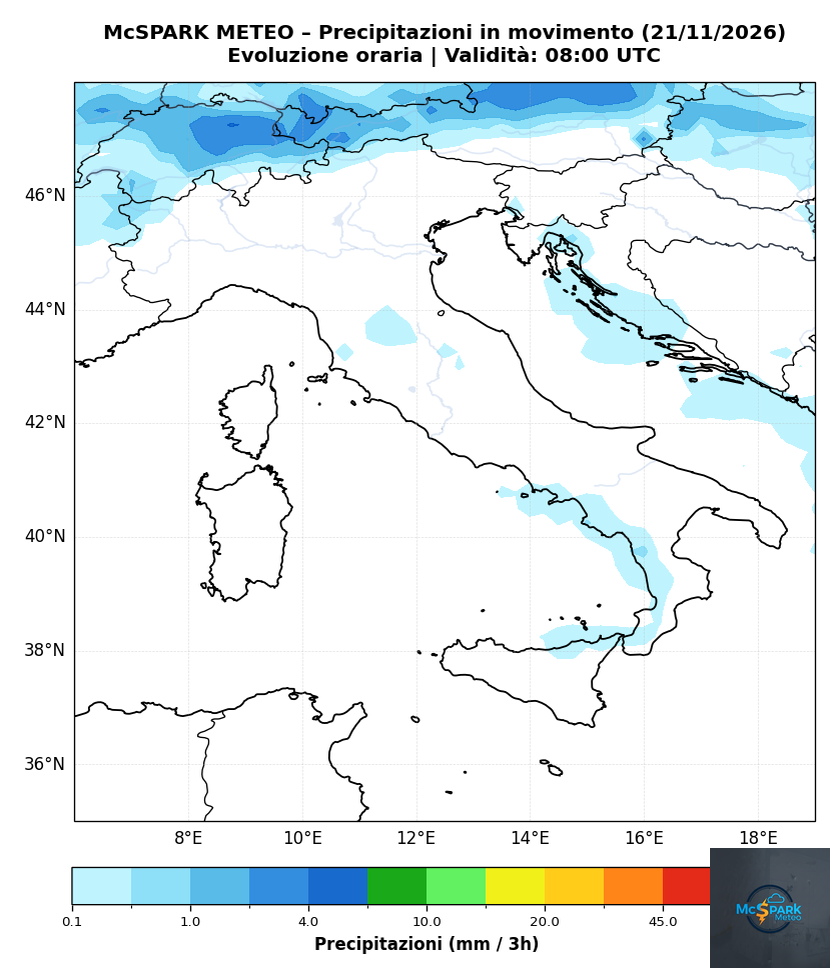 McSPARK METEO – Precipitazioni in movimento (21/11/2026)
Evoluzione oraria | Validità: 08:00 UTC
46°N
44°N
42°N
40°N
38°N
36°N
8°E 10°E 12°E 14°E 16°E 18°E
0.1 1.0 4.0 10.0 20.0 45.0
Precipitazioni (mm / 3h)
McSPARK
Meteo